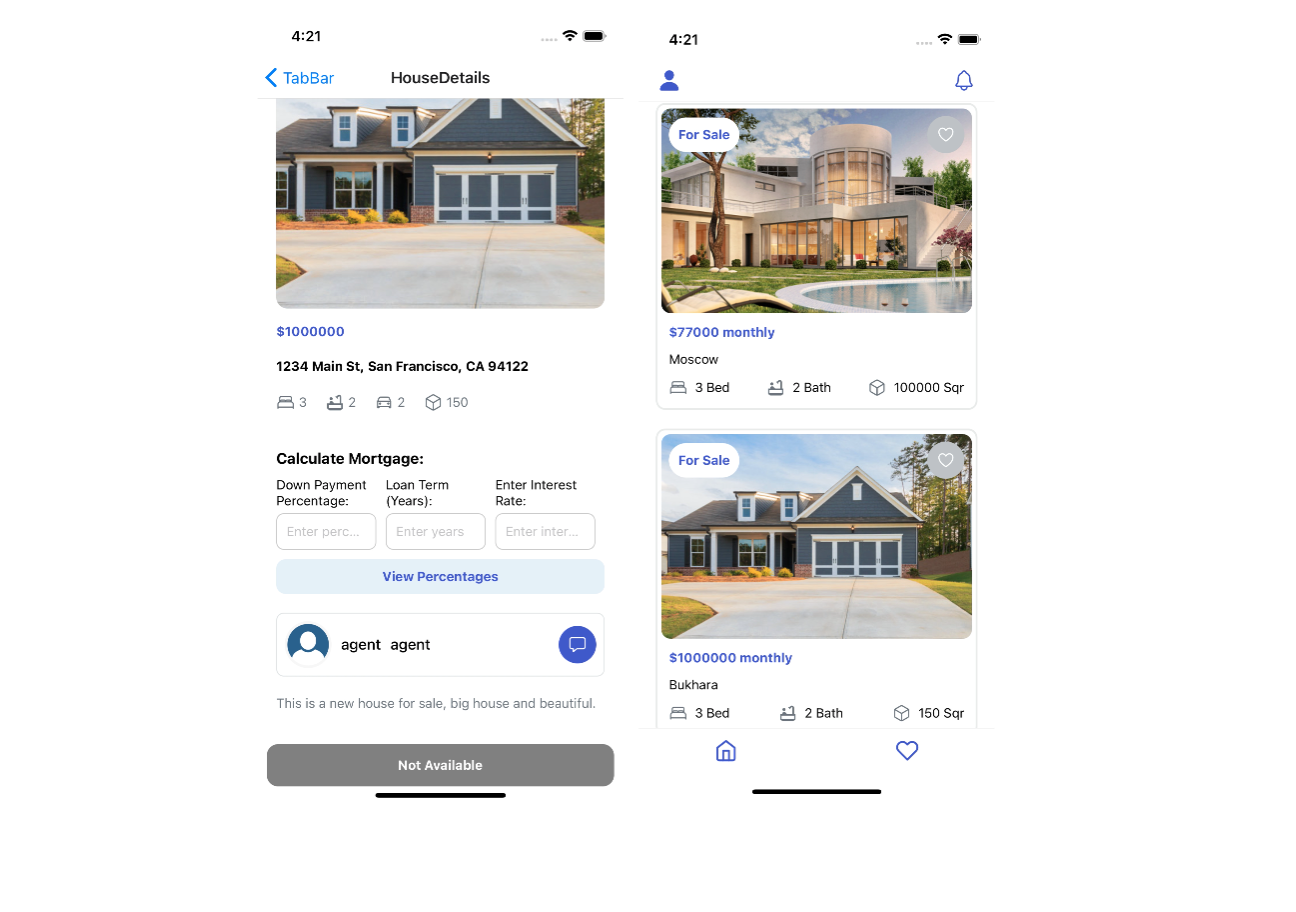 4:21
TabBar
HouseDetails
$1000000
1234 Main St, San Francisco, CA 94122
3 2 2 150
Calculate Mortgage:
Down Payment Percentage:
Loan Term (Years):
Enter Interest Rate:
Enter perc...
Enter years
Enter inter...
View Percentages
agent agent
This is a new house for sale, big house and beautiful.
Not Available
4:21
For Sale
$77000 monthly
Moscow
3 Bed 2 Bath 100000 Sqr
For Sale
$1000000 monthly
Bukhara
3 Bed 2 Bath 150 Sqr